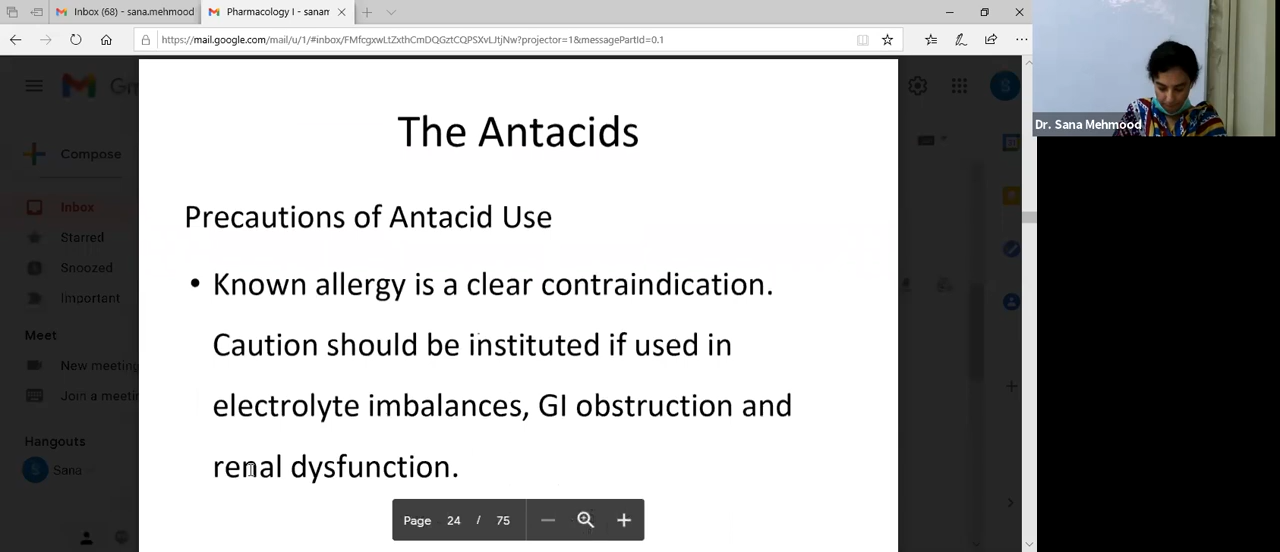 Inbox (68) - sana.mehmood
Pharmacology I - sanam
https://mail.google.com/mail/u/1/#inbox/FMfcgxwLtZxthCmDQGztCQPSXvLJtjNw?projector=1&messagePartId=0.1
Gm
Compose
Inbox
Starred
Snoozed
Important
Meet
New meeting
Join a meetin
Hangouts
Sana
S
S
The Antacids
Precautions of Antacid Use
• Known allergy is a clear contraindication.
Caution should be instituted if used in
electrolyte imbalances, GI obstruction and
renal dysfunction.
Page 24 / 75
Dr. Sana Mehmood